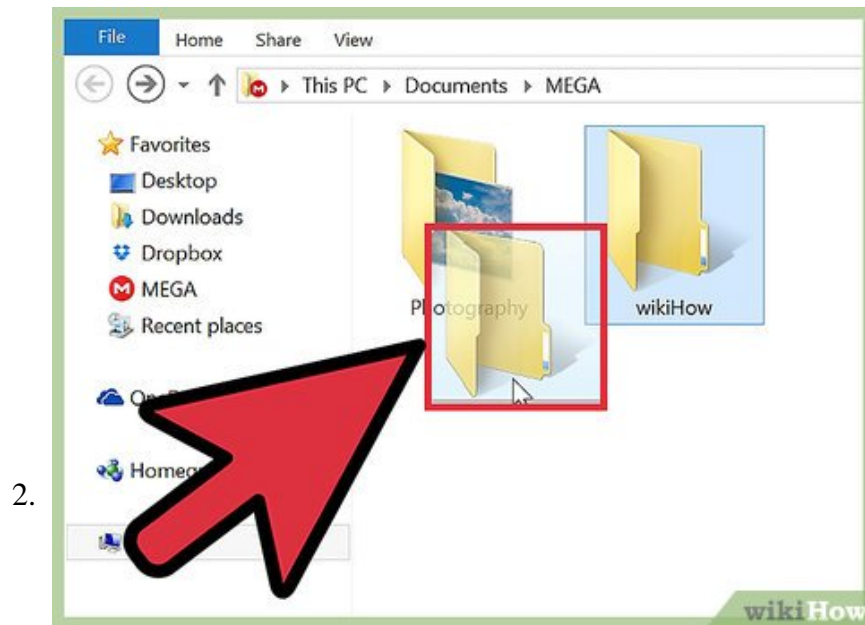 File Home Share View
This PC Documents MEGA
Favorites
Desktop
Downloads
Dropbox
MEGA
Recent places
Photography
wikiHow
2.
wikiHow